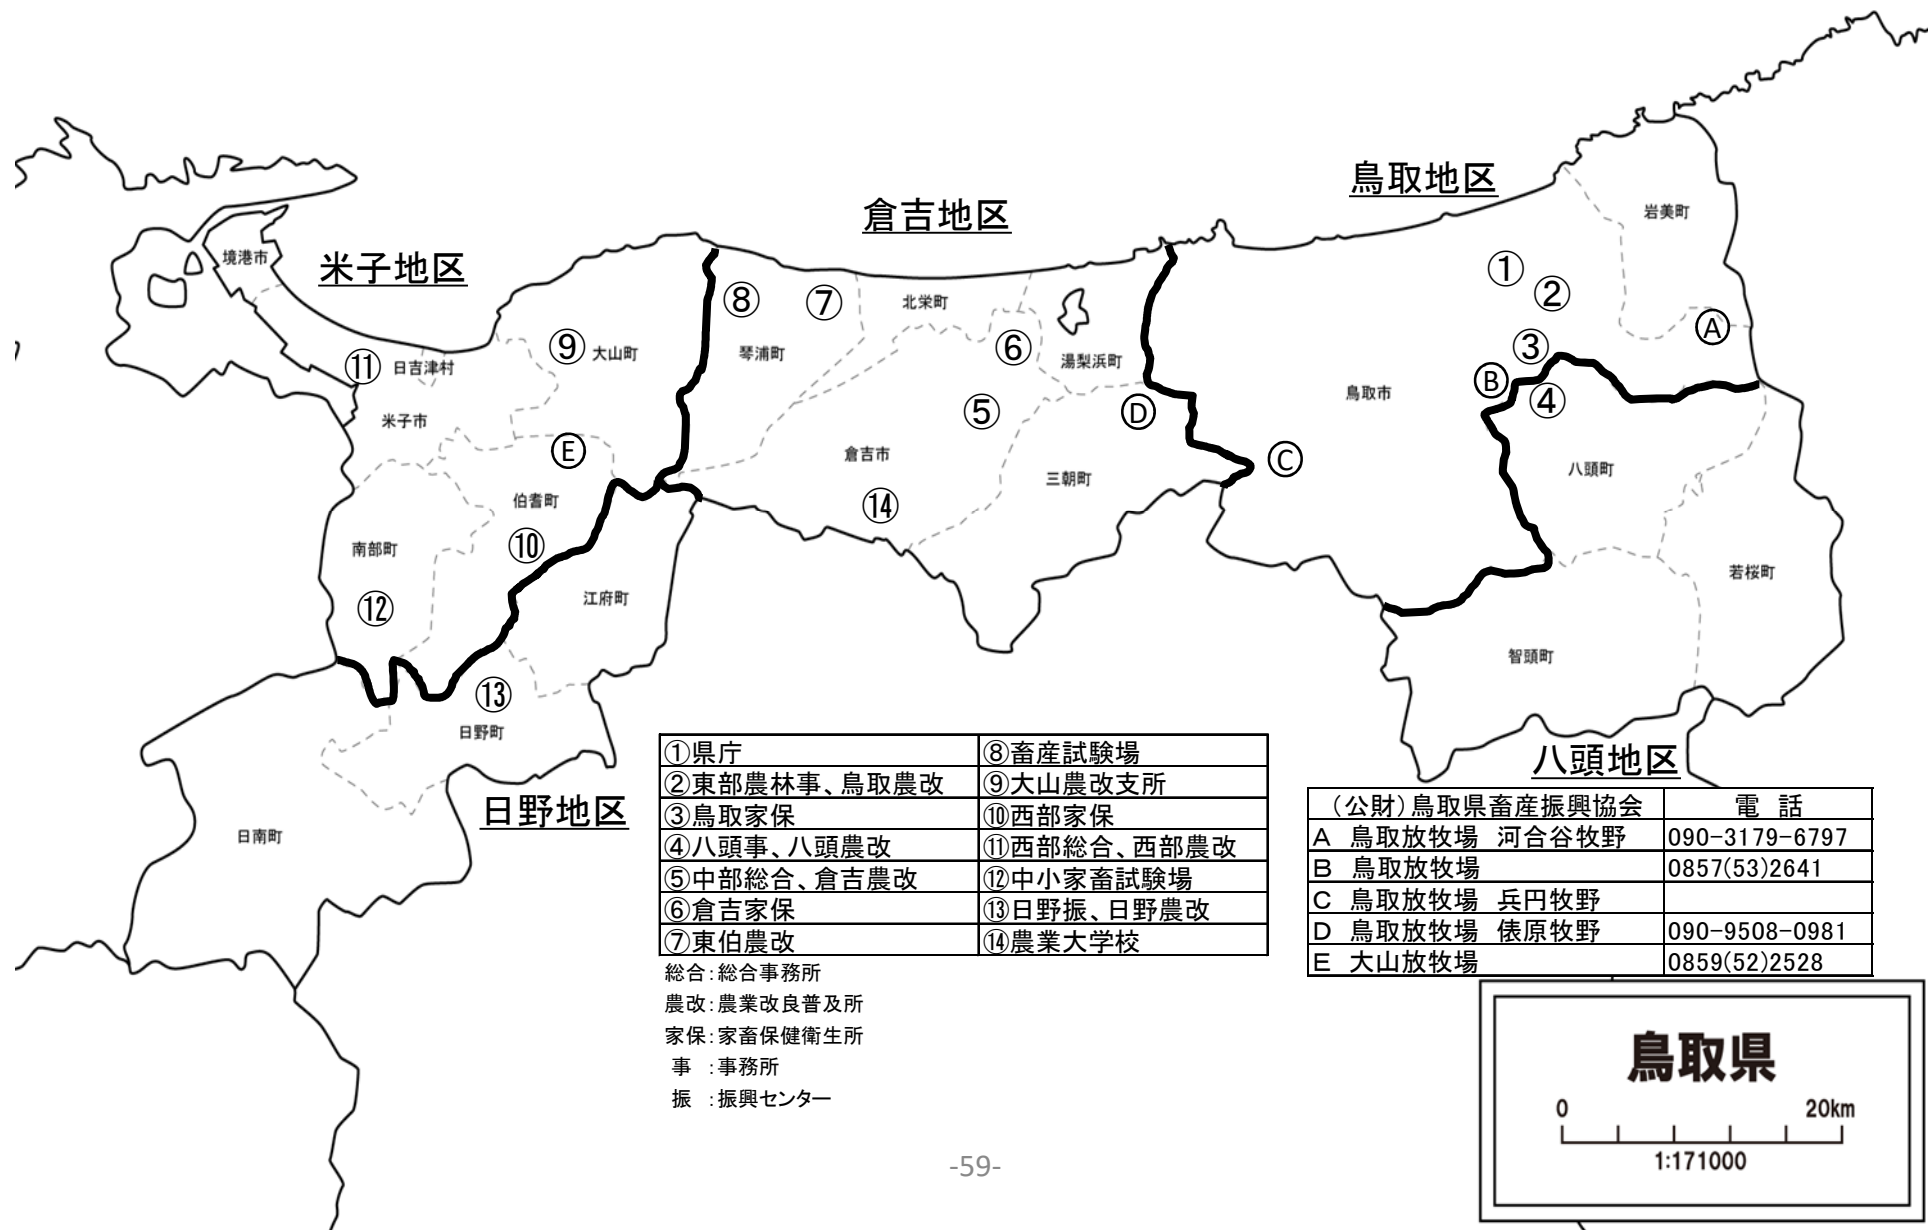 鳥取地区
倉吉地区
岩美町
境港市
米子地区
①
②
⑧
⑦
北栄町
A
③
⑨
大山町
琴浦町
⑥
湯梨浜町
⑪
日吉津村
B
④
鳥取市
⑤
D
米子市
E
倉吉市
C
八頭町
三朝町
伯耆町
⑭
南部町
⑩
若桜町
⑫
江府町
智頭町
⑬
日野町
八頭地区
日野地区
日南町
①県庁 ⑧畜産試験場
②東部農林事、鳥取農改 ⑨大山農改支所
③鳥取家保 ⑩西部家保
④八頭事、八頭農改 ⑪西部総合、西部農改
⑤中部総合、倉吉農改 ⑫中小家畜試験場
⑥倉吉家保 ⑬日野振、日野農改
⑦東伯農改 ⑭農業大学校
総合:総合事務所
農改:農業改良普及所
家保:家畜保健衛生所
事 :事務所
振 :振興センター
(公財)鳥取県畜産振興協会 電 話
A 鳥取放牧場 河合谷牧野 090-3179-6797
B 鳥取放牧場 0857(53)2641
C 鳥取放牧場 兵円牧野
D 鳥取放牧場 俵原牧野 090-9508-0981
E 大山放牧場 0859(52)2528
鳥取県
0 20km
1:171000
-59-